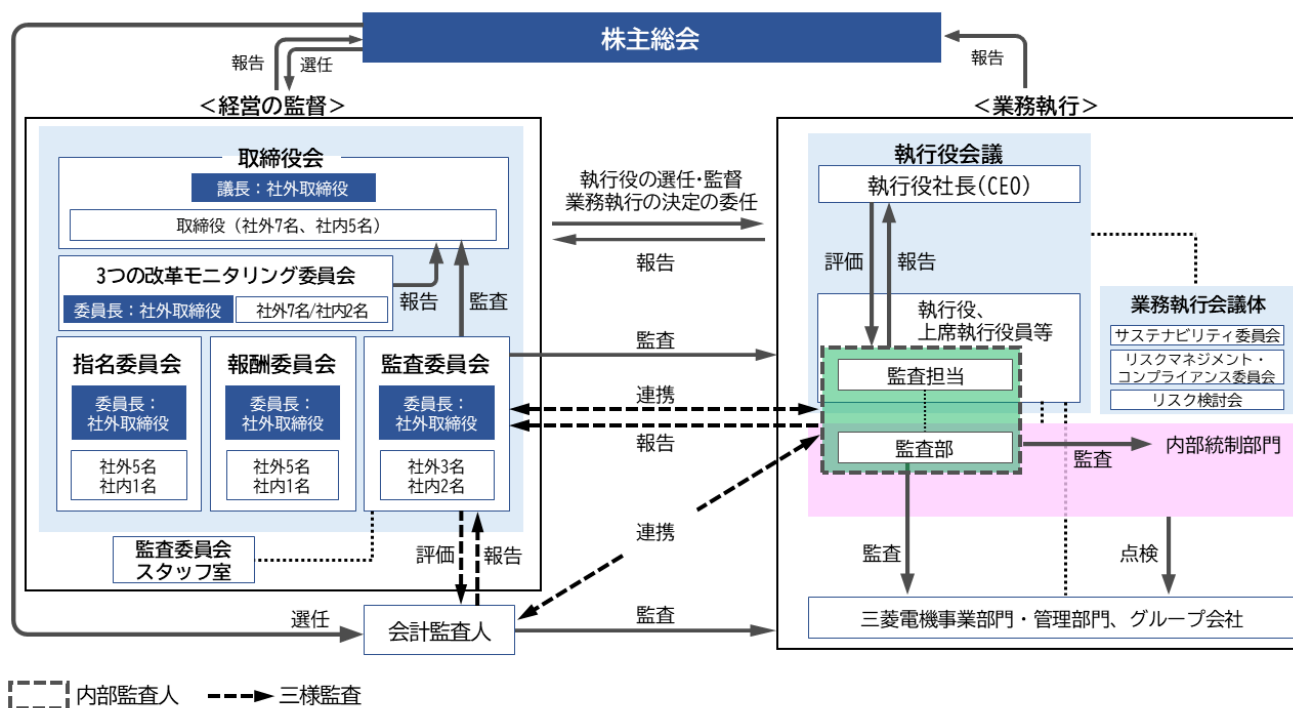 株主総会
報告
選任
報告
＜経営の監督＞
＜業務執行＞
取締役会
議長：社外取締役
取締役（社外7名、社内5名）
3つの改革モニタリング委員会
委員長：社外取締役
社外7名/社内2名
報告
監査
指名委員会
委員長：
社外取締役
社外5名
社内1名
報酬委員会
委員長：
社外取締役
社外5名
社内1名
監査委員会
委員長：
社外取締役
社外3名
社内2名
監査委員会
スタッフ室
評価
報告
選任
会計監査人
執行役の選任･監督
業務執行の決定の委任
報告
監査
連携
報告
連携
監査
執行役会議
執行役社長(CEO)
評価
報告
執行役、
上席執行役員等
監査担当
監査部
監査
内部統制部門
監査
点検
業務執行会議体
サステナビリティ委員会
リスクマネジメント・
コンプライアンス委員会
リスク検討会
三菱電機事業部門・管理部門、グループ会社
内部監査人
三様監査